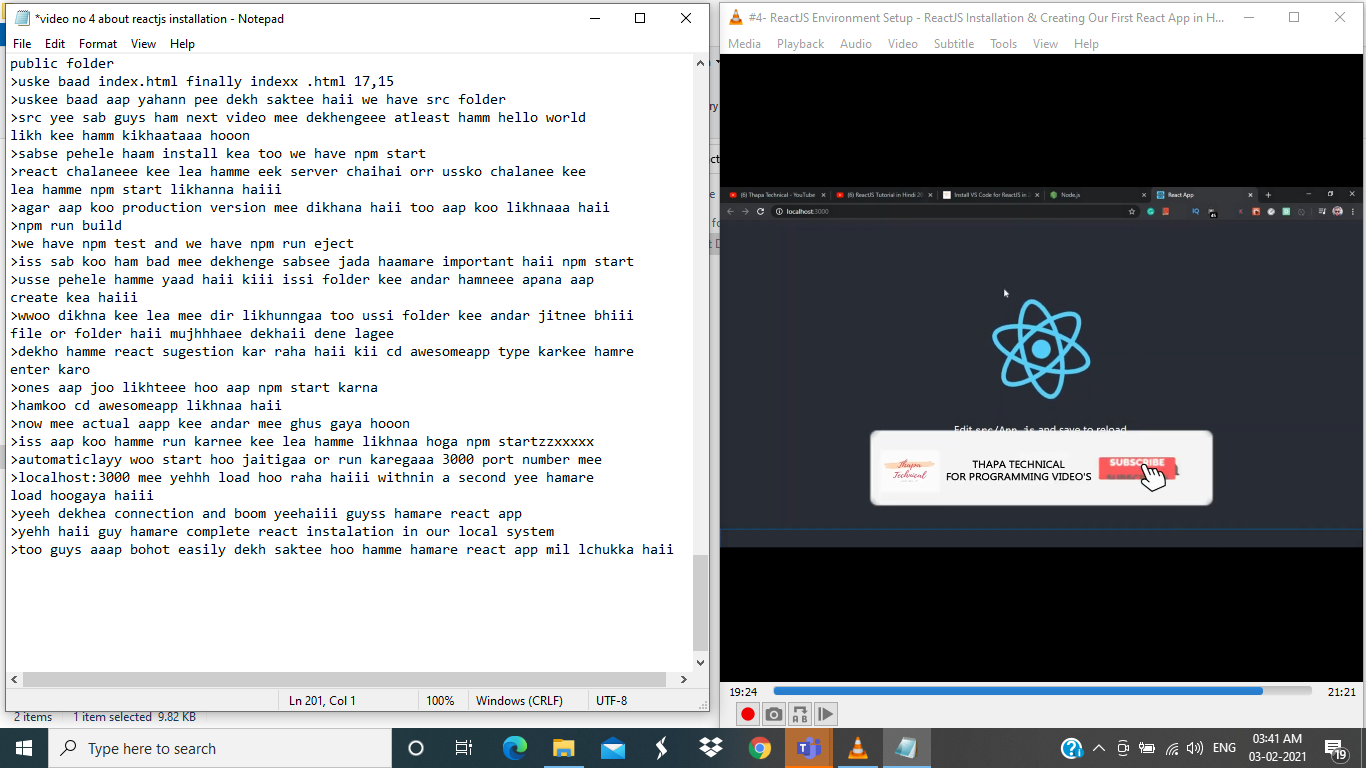 *video no 4 about reactjs installation - Notepad
File Edit Format View Help
public folder
>uske baad index.html finally indexx .html 17,15
>uskee baad aap yahann pee dekh saktee haii we have src folder
>src yee sab guys ham next video mee dekhengeee atleast hamm hello world
likh kee hamm kikhaataaa hooon
>sabse pehele haam install kea too we have npm start
>react chalaneee kee lea hamme eek server chaihai orr ussko chalanee kee
lea hamme npm start likhanna haiii
>agar aap koo production version mee dikhana haii too aap koo likhnaaa haii
>npm run build
>we have npm test and we have npm run eject
>iss sab koo ham bad mee dekhenge sabsee jada haamare important haii npm start
>usse pehele hamme yaad haii kiii issi folder kee andar hamneee apana aap
create kea haiii
>wwoo dikhna kee lea mee dir likhunngaa too ussi folder kee andar jitnee bhiii
file or folder haii mujhhhaee dekhaii dene lagee
>dekho hamme react sugestion kar raha haii kii cd awesomeapp type karkee hamre
enter karo
>ones aap joo likhteee hoo aap npm start karna
>hamkoo cd awesomeapp likhnaa haii
>now mee actual aapp kee andar mee ghus gaya hooon
>iss aap koo hamme run karnee kee lea hamme likhnaa hoga npm startzzxxxxx
>automaticlayy woo start hoo jaitigaa or run karegaaa 3000 port number mee
>localhost:3000 mee yehhh load hoo raha haiii withnin a second yee hamare
load hoogaya haiii
>yeeh dekhea connection and boom yeehaiii guyss hamare react app
>yehh haii guy hamare complete react instalation in our local system
>too guys aaap bohot easily dekh saktee hoo hamme hamare react app mil lchukka haii
Ln 201, Col 1 100% Windows (CRLF) UTF-8
2 items 1 item selected 9.82 KB
#4- ReactJS Environment Setup - ReactJS Installation & Creating Our First React App in H...
Media Playback Audio Video Subtitle Tools View Help
(6) Thapa Technical - YouTube (6) ReactJS Tutorial in Hindi 20 Install VS Code for ReactJS in Node.js React App
localhost:3000
Edit src/App.js and save to reload.
Thapa Technical
THAPA TECHNICAL
FOR PROGRAMMING VIDEO'S
SUBSCRIBE
19:24 21:21
Type here to search
ENG
03:41 AM
03-02-2021
19